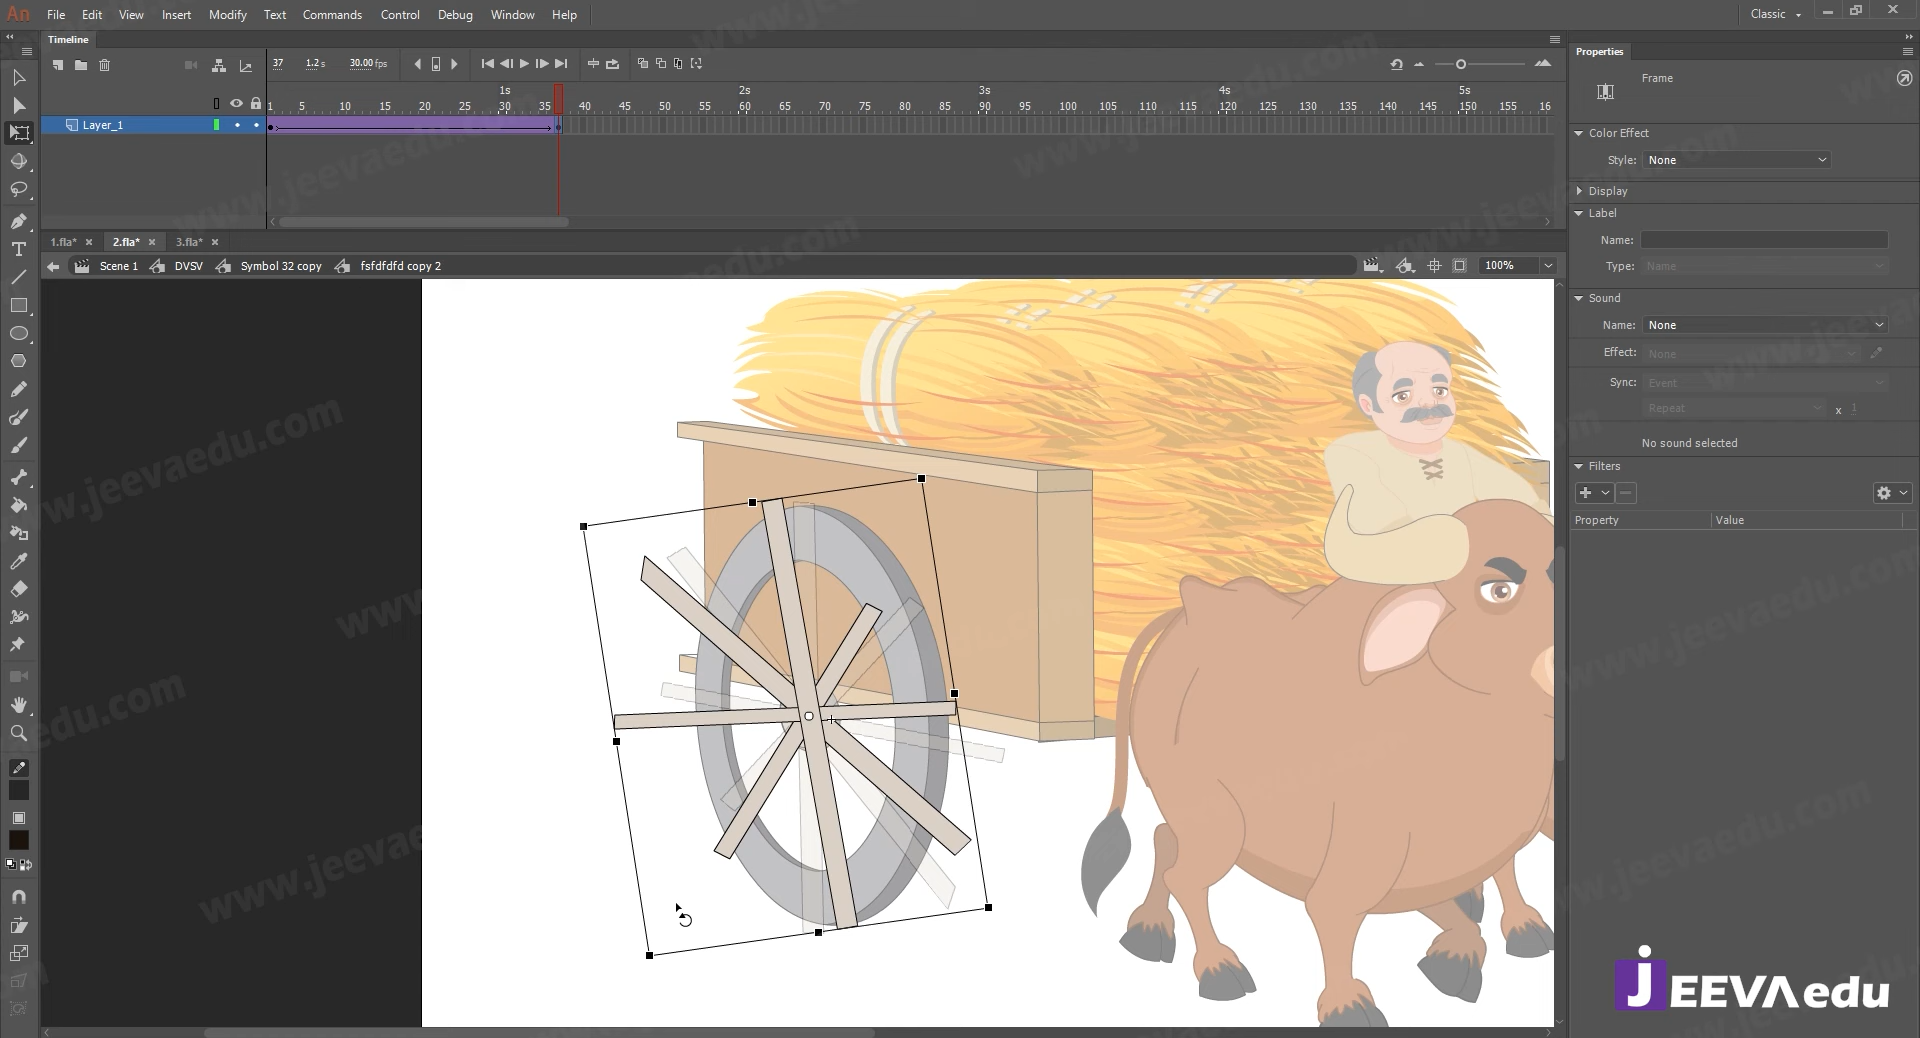 An File Edit View Insert Modify Text Commands Control Debug Window Help Classic
Timeline
37 1.2 s 30.00 fps
1s 2s 3s 4s 5s
1 5 10 15 20 25 30 35 40 45 50 55 60 65 70 75 80 85 90 95 100 105 110 115 120 125 130 135 140 145 150 155 16
Layer_1
1.fla* 2.fla* 3.fla*
Scene 1 DVSV Symbol 32 copy fsfdfdfd copy 2 100%
Properties
Frame
Color Effect
Style: None
Display
Label
Name:
Type: Name
Sound
Name: None
Effect: None
Sync: Event
Repeat x 1
No sound selected
Filters
Property Value
www.jeevaedu.com
JEEVA edu